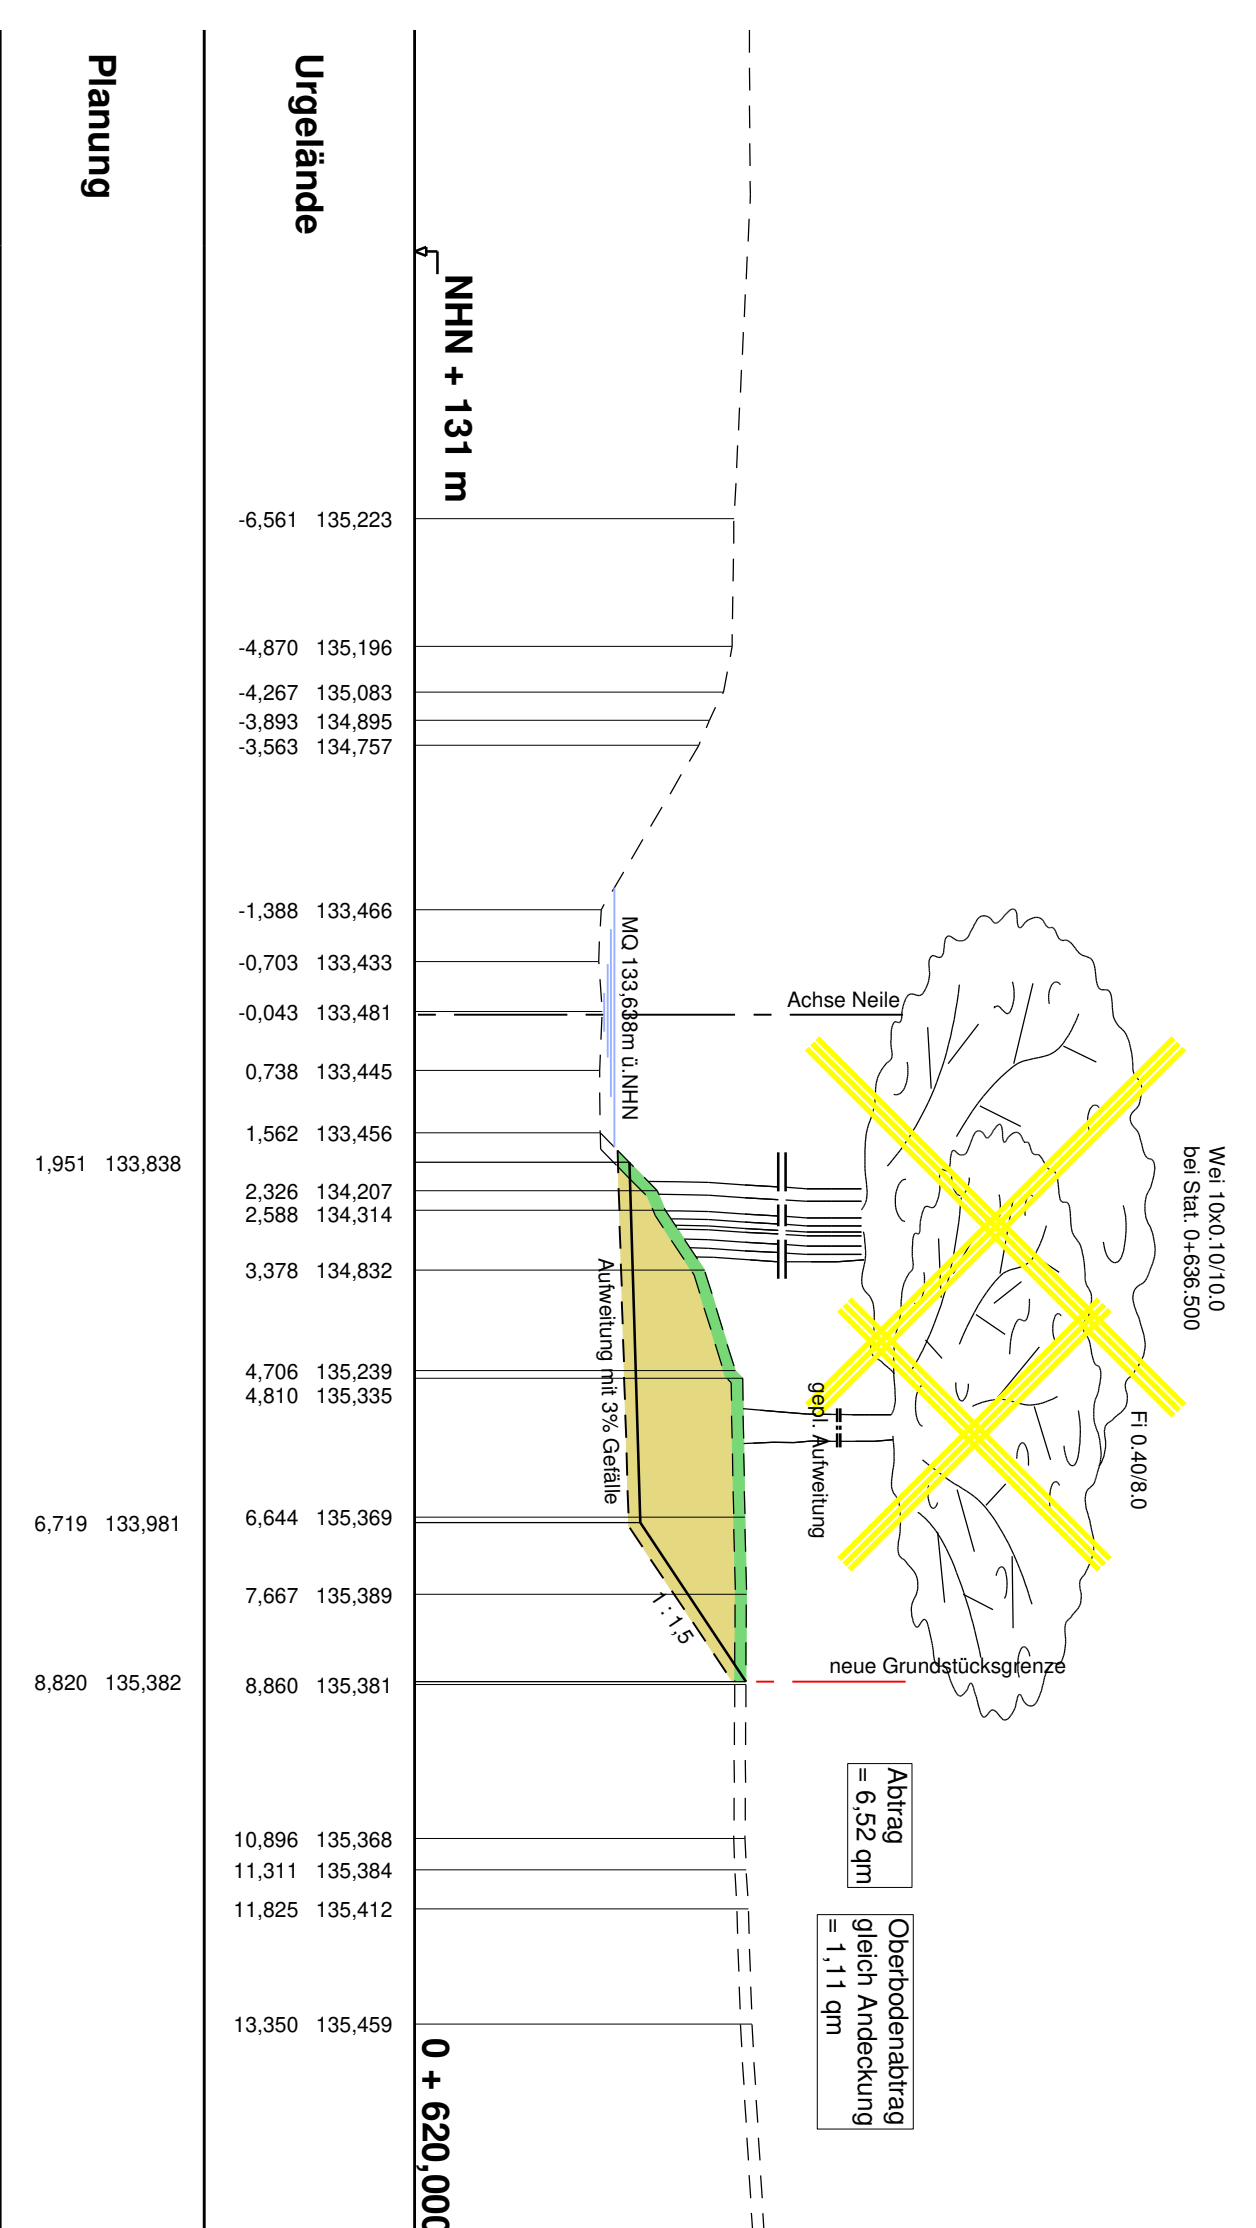 Wei 10x0.10/10.0
bei Stat. 0+636.500
Fi 0.40/8.0
Achse Neile
gepl. Aufweitung
neue Grundstücksgrenze
Abtrag
= 6,52 qm
Oberbodenabtrag
gleich Andeckung
= 1,11 qm
MQ 133,638m ü.NHN
Aufweitung mit 3% Gefälle
1 : 1,5
NHN + 131 m
0 + 620,000
Urgelände
-6,561 135,223
-4,870 135,196
-4,267 135,083
-3,893 134,895
-3,563 134,757
-1,388 133,466
-0,703 133,433
-0,043 133,481
0,738 133,445
1,562 133,456
2,326 134,207
2,588 134,314
3,378 134,832
4,706 135,239
4,810 135,335
6,644 135,369
7,667 135,389
8,860 135,381
10,896 135,368
11,311 135,384
11,825 135,412
13,350 135,459
Planung
1,951 133,838
6,719 133,981
8,820 135,382